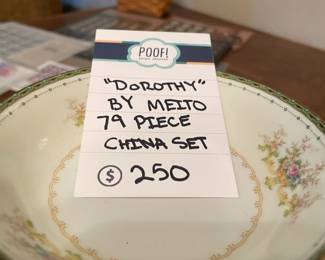 POOF!
"DOROTHY"
BY MEITO
79 PIECE
CHINA SET
$ 250